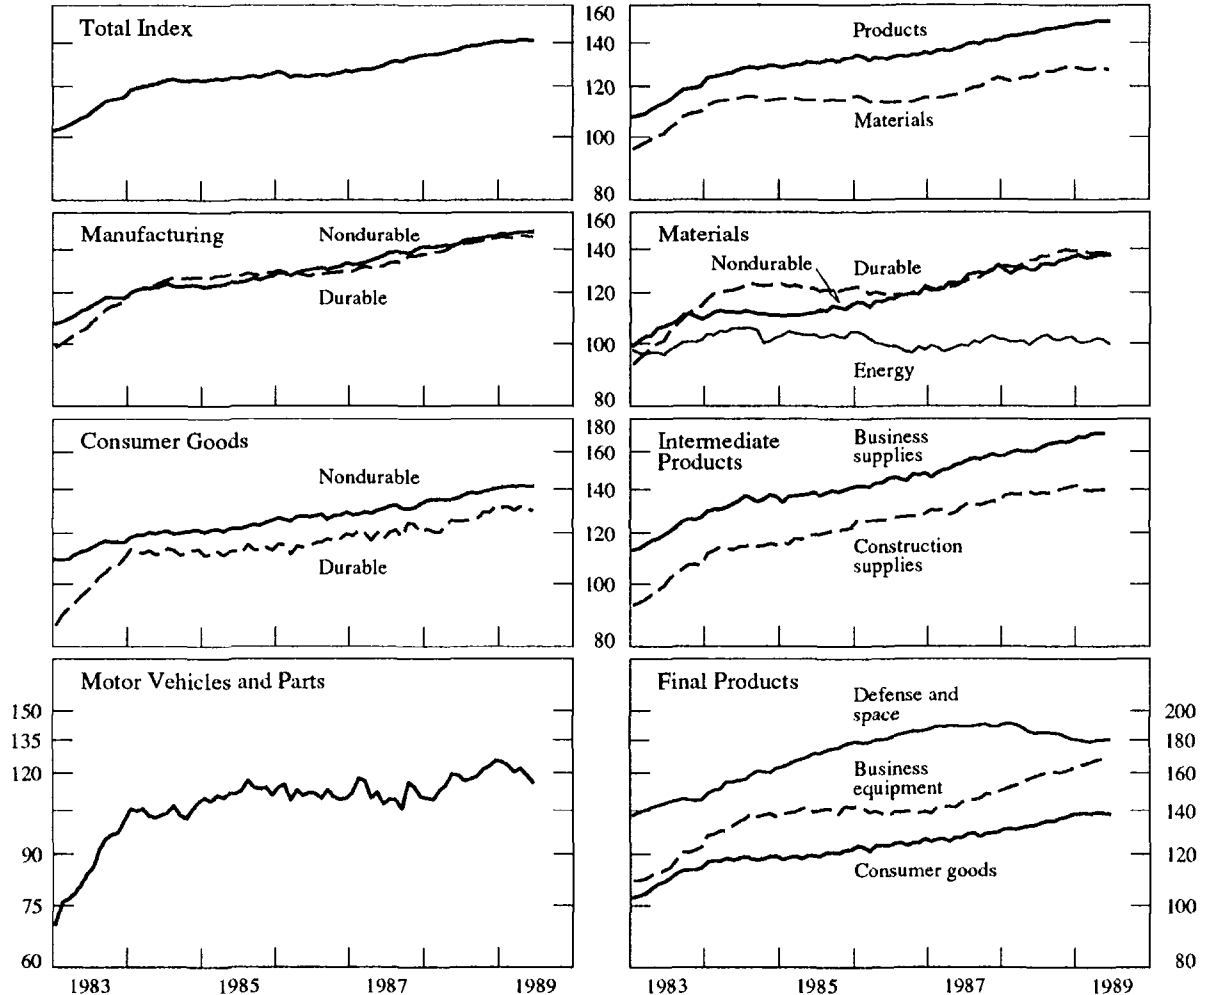 Total Index
160
140
120
100
80
Products
Materials
Manufacturing
Nondurable
Durable
160
140
120
100
80
Materials
Nondurable
Durable
Energy
Consumer Goods
Nondurable
Durable
180
160
140
120
100
80
Intermediate
Products
Business
supplies
Construction
supplies
Motor Vehicles and Parts
150
135
120
90
75
60
Final Products
Defense and
space
Business
equipment
Consumer goods
200
180
160
140
120
100
80
1983
1985
1987
1989
1983
1985
1987
1989